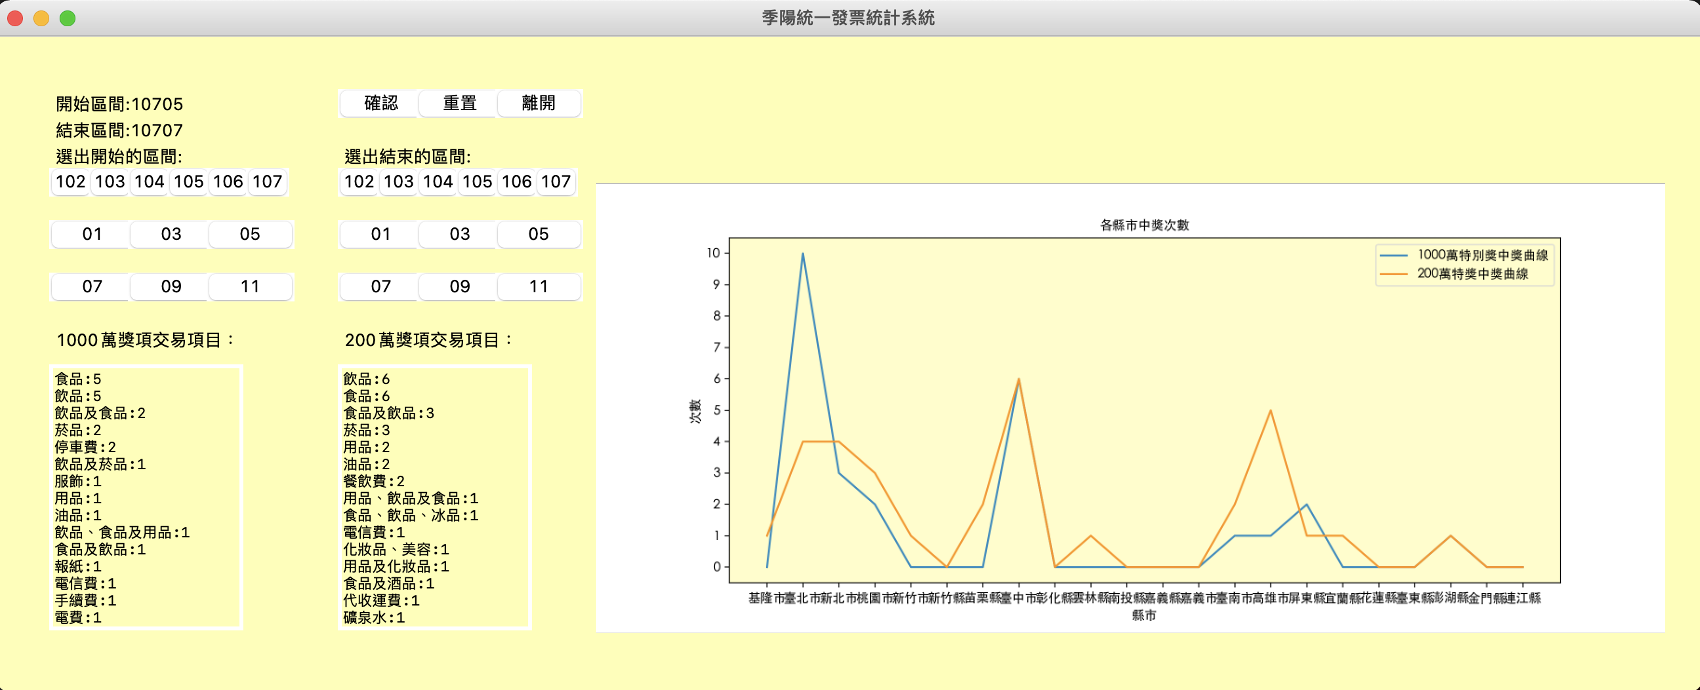 季陽統一發票統計系統
開始區間:10705
結束區間:10707
確認 重置 離開
選出開始的區間:
102 103 104 105 106 107
01 03 05
07 09 11
選出結束的區間:
102 103 104 105 106 107
01 03 05
07 09 11
1000萬獎項交易項目：
食品:5
飲品:5
飲品及食品:2
菸品:2
停車費:2
飲品及菸品:1
服飾:1
用品:1
油品:1
飲品、食品及用品:1
食品及飲品:1
報紙:1
電信費:1
手續費:1
電費:1
200萬獎項交易項目：
飲品:6
食品:6
食品及飲品:3
菸品:3
用品:2
油品:2
餐飲費:2
用品、飲品及食品:1
食品、飲品、冰品:1
電信費:1
化妝品、美容:1
用品及化妝品:1
食品及酒品:1
代收運費:1
礦泉水:1
各縣市中獎次數
1000萬特別獎中獎曲線
200萬特獎中獎曲線
次數
10
9
8
7
6
5
4
3
2
1
0
基隆市 臺北市 新北市 桃園市 新竹市 新竹縣 苗栗縣 臺中市 彰化縣 雲林縣 南投縣 嘉義縣 嘉義市 臺南市 高雄市 屏東縣 宜蘭縣 花蓮縣 臺東縣 澎湖縣 金門縣 連江縣
縣市